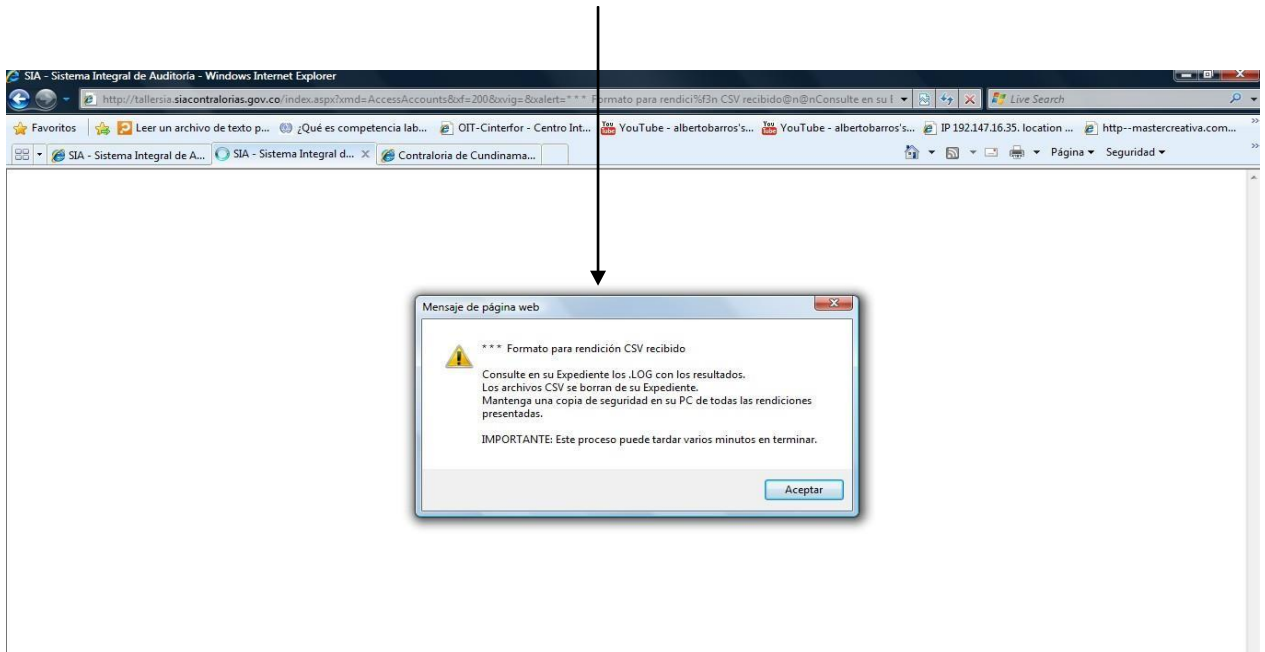 SIA - Sistema Integral de Auditoría - Windows Internet Explorer
http://tallersia.siacontralorias.gov.co/index.aspx?xmd=AccessAccounts&xf=200&xvig=&xalert=*** Formato para rendici%f3n CSV recibido@n@nConsulte en su E
Live Search
Favoritos
Leer un archivo de texto p...
¿Qué es competencia lab...
OIT-Cinterfor - Centro Int...
YouTube - albertobarros's...
YouTube - albertobarros's...
IP 192.147.16.35. location ...
http--mastercreativa.com...
SIA - Sistema Integral de A...
SIA - Sistema Integral d...
Contraloria de Cundinama...
Página
Seguridad
Mensaje de página web
*** Formato para rendición CSV recibido
Consulte en su Expediente los .LOG con los resultados.
Los archivos CSV se borran de su Expediente.
Mantenga una copia de seguridad en su PC de todas las rendiciones
presentadas.
IMPORTANTE: Este proceso puede tardar varios minutos en terminar.
Aceptar